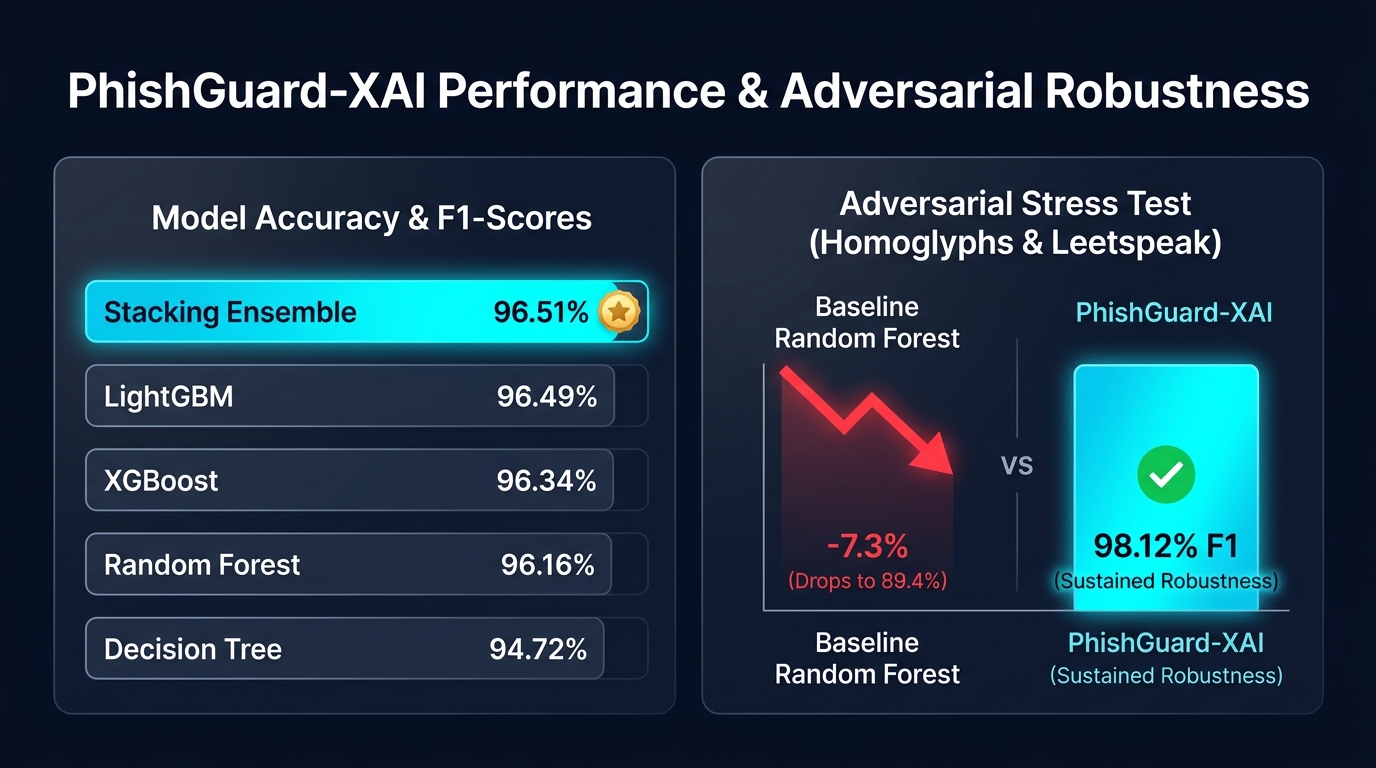 PhishGuard-XAI Performance & Adversarial Robustness
Model Accuracy & F1-Scores
Stacking Ensemble 96.51%
LightGBM 96.49%
XGBoost 96.34%
Random Forest 96.16%
Decision Tree 94.72%
Adversarial Stress Test
(Homoglyphs & Leetspeak)
Baseline
Random Forest
-7.3%
(Drops to 89.4%)
Baseline
Random Forest
VS
PhishGuard-XAI
98.12% F1
(Sustained Robustness)
PhishGuard-XAI
(Sustained Robustness)